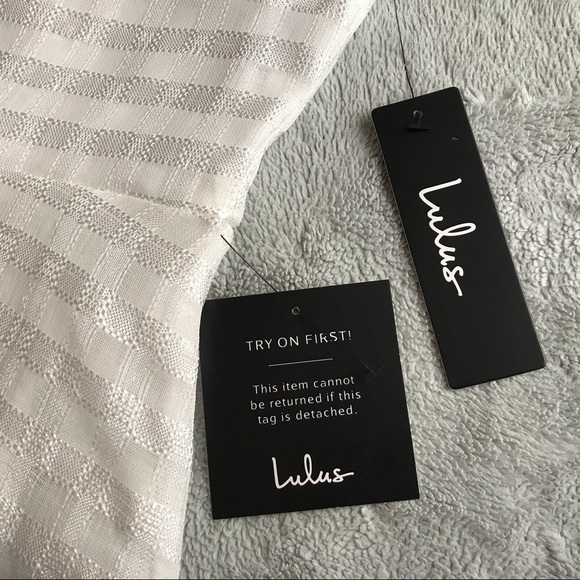 Lulus
TRY ON FIRST!
This item cannot
be returned if this
tag is detached.
Lulus